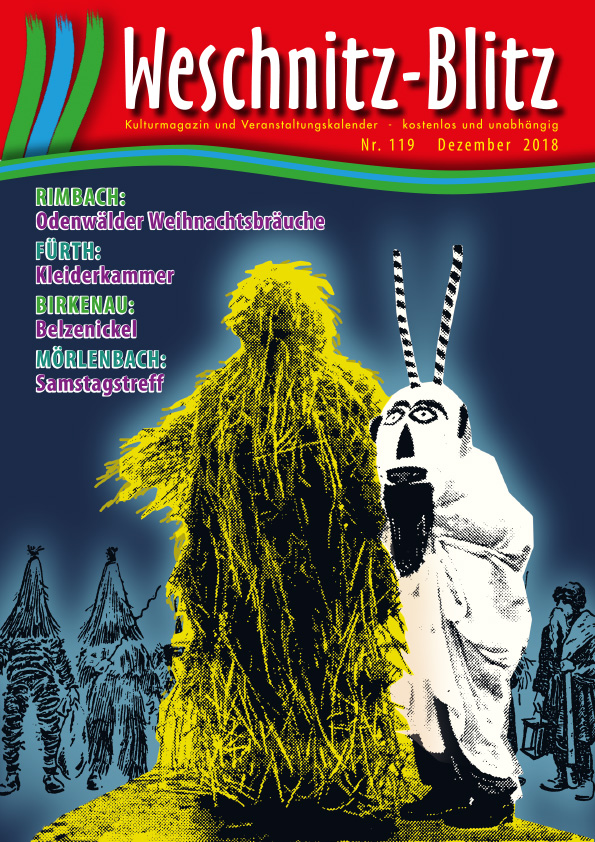 Weschnitz-Blitz
Kulturmagazin und Veranstaltungskalender - kostenlos und unabhängig
Nr. 119 Dezember 2018
RIMBACH:
Odenwälder Weihnachtsbräuche
FÜRTH:
Kleiderkammer
BIRKENAU:
Belzenickel
MÖRLENBACH:
Samstagstreff